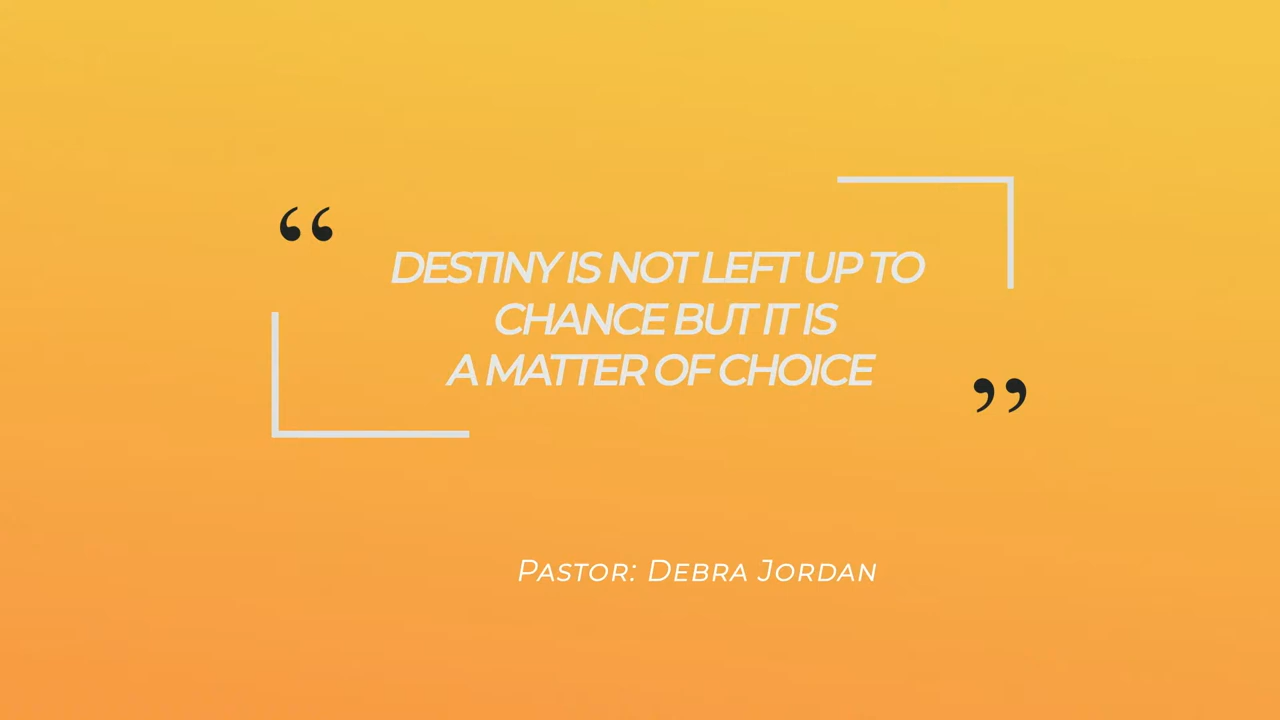 “
DESTINY IS NOT LEFT UP TO
CHANCE BUT IT IS
A MATTER OF CHOICE
”
Pastor: Debra Jordan